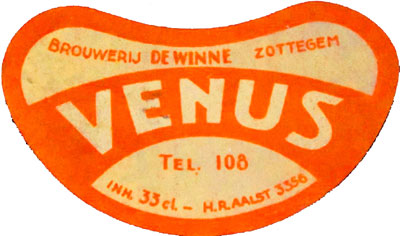 BROUWERIJ DE WINNE ZOTTEGEM
VENUS
TEL. 108
INH. 33 cl. - H.R. AALST 3356